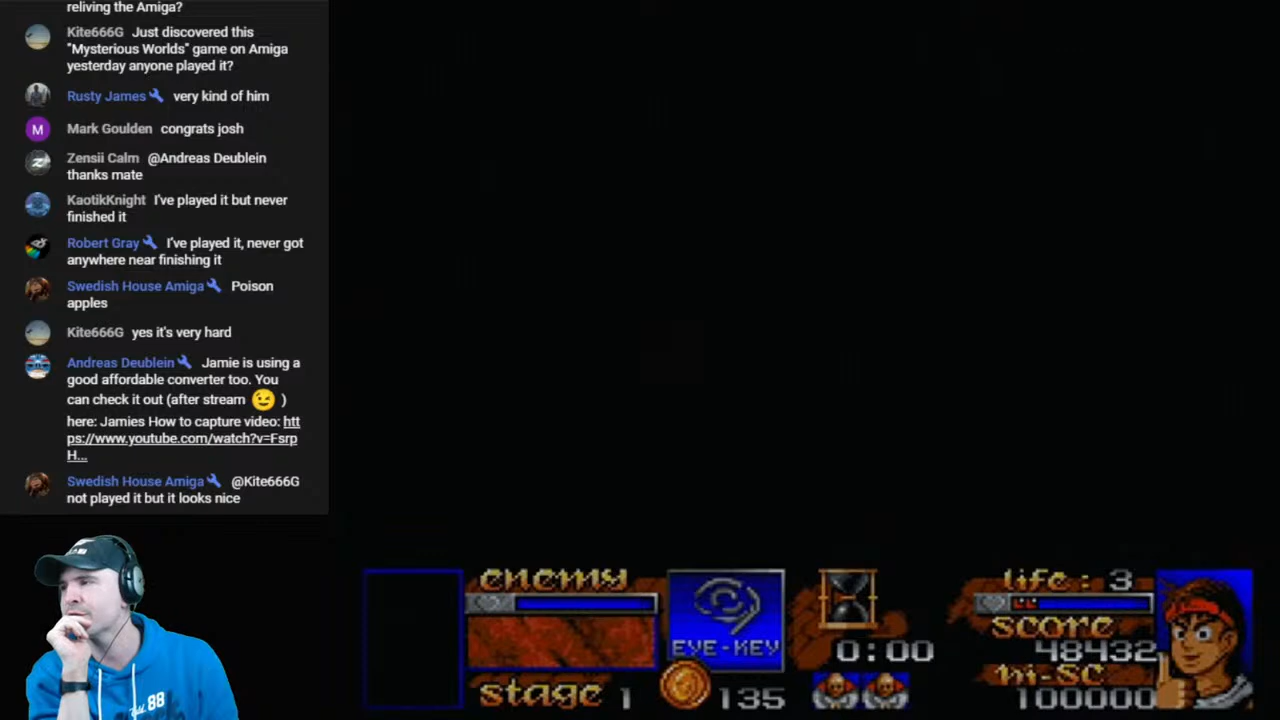 reliving the Amiga?
Kite666G Just discovered this
"Mysterious Worlds" game on Amiga
yesterday anyone played it?
Rusty James very kind of him
M Mark Goulden congrats josh
Zensii Calm @Andreas Deublein
thanks mate
KaotikKnight I've played it but never
finished it
Robert Gray I've played it, never got
anywhere near finishing it
Swedish House Amiga Poison
apples
Kite666G yes it's very hard
Andreas Deublein Jamie is using a
good affordable converter too. You
can check it out (after stream 😉 )
here: Jamies How to capture video: htt
ps://www.youtube.com/watch?v=Fsrp
H...
Swedish House Amiga @Kite666G
not played it but it looks nice
enemy
stage 1
EYE-KEY
135
0:00
life: 3
score
48432
hi-sc
100000
88